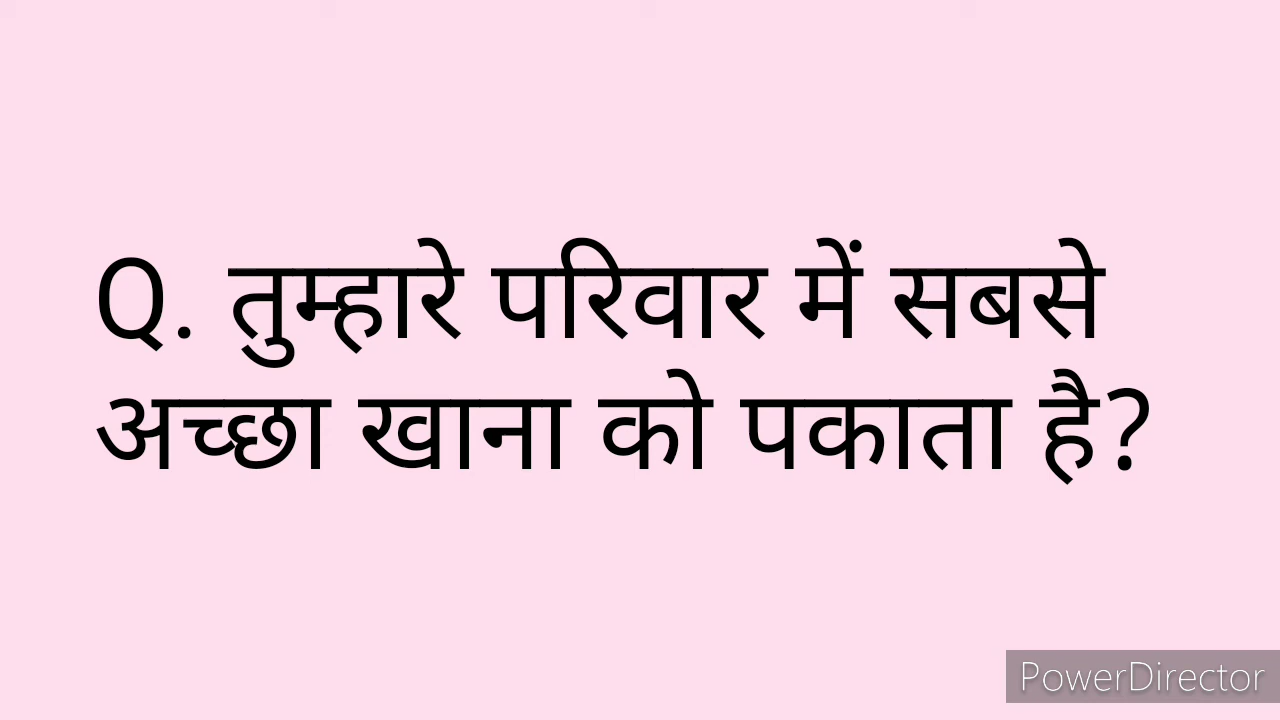 Q. तुम्हारे परिवार में सबसे
अच्छा खाना को पकाता है?
PowerDirector